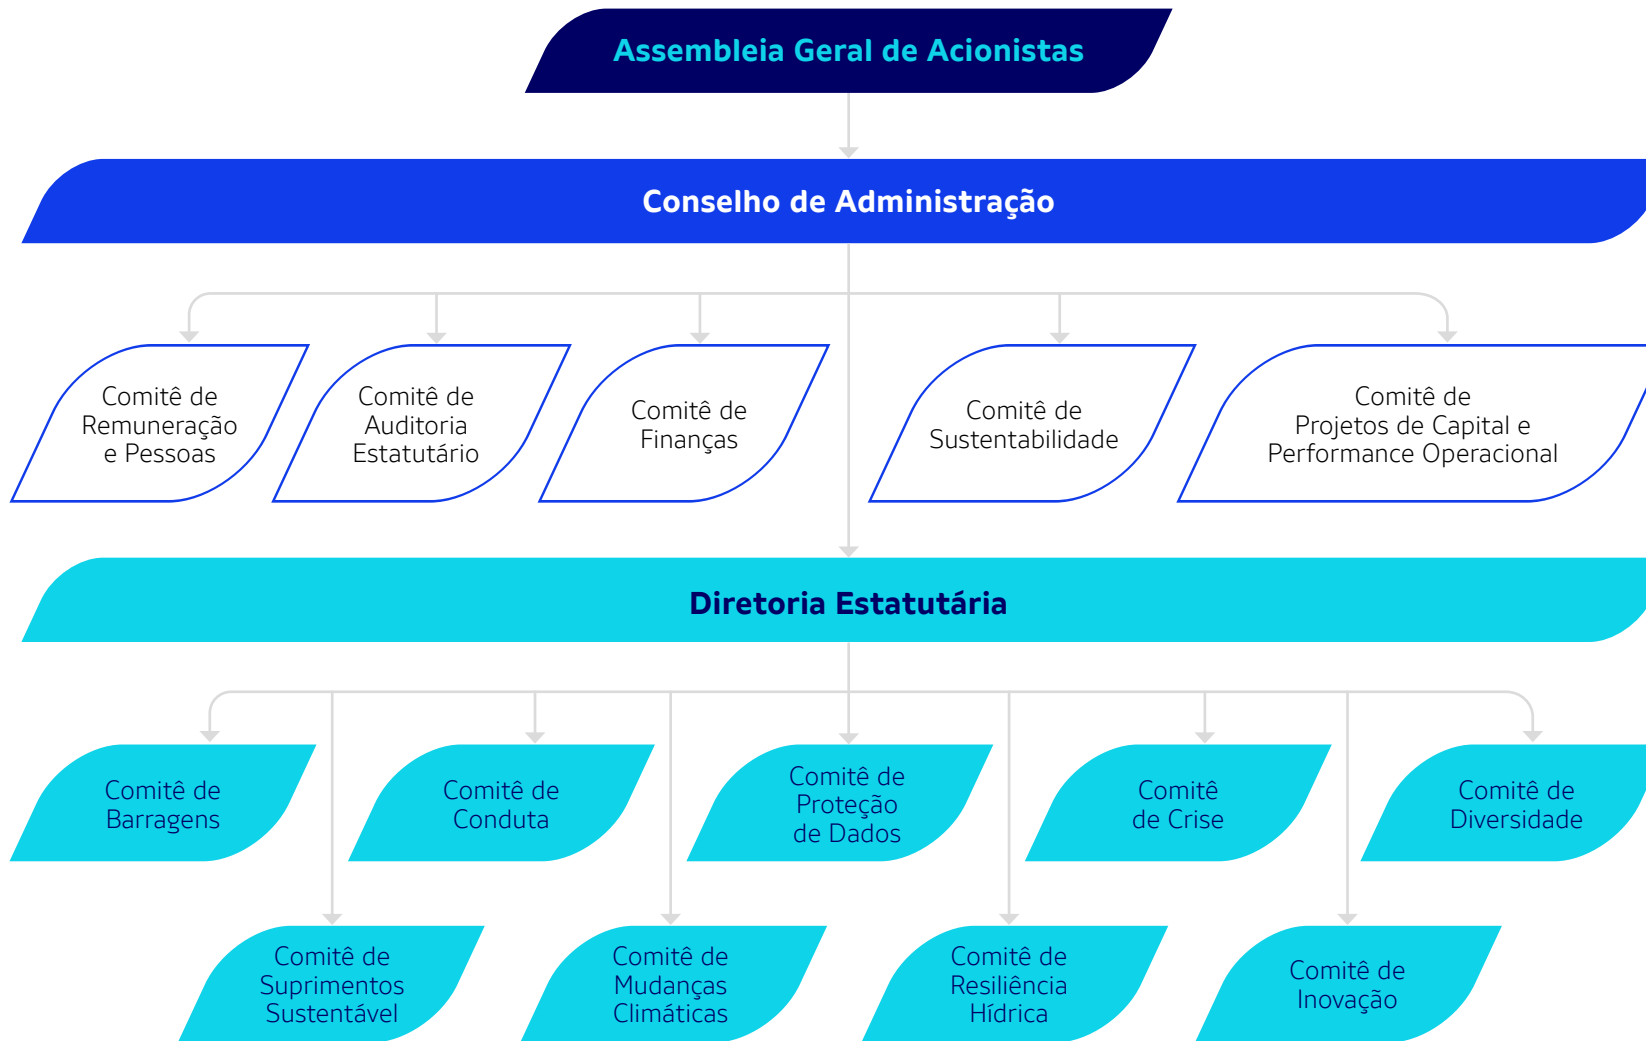 Assembleia Geral de Acionistas
Conselho de Administração
Comitê de
Remuneração
e Pessoas
Comitê de
Auditoria
Estatutário
Comitê de
Finanças
Comitê de
Sustentabilidade
Comitê de
Projetos de Capital e
Performance Operacional
Diretoria Estatutária
Comitê de
Barragens
Comitê de
Conduta
Comitê de
Proteção
de Dados
Comitê
de Crise
Comitê de
Diversidade
Comitê de
Suprimentos
Sustentável
Comitê de
Mudanças
Climáticas
Comitê de
Resiliência
Hídrica
Comitê de
Inovação